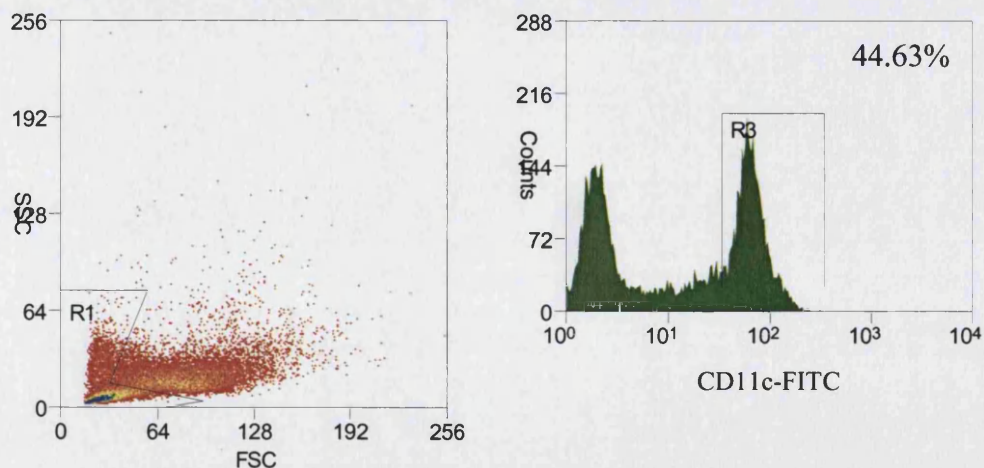 256
192
SSC
128
64
R1
0
0 64 128 192 256
FSC
288
44.63%
216
R3
Counts
144
72
0
10⁰ 10¹ 10² 10³ 10⁴
CD11c-FITC